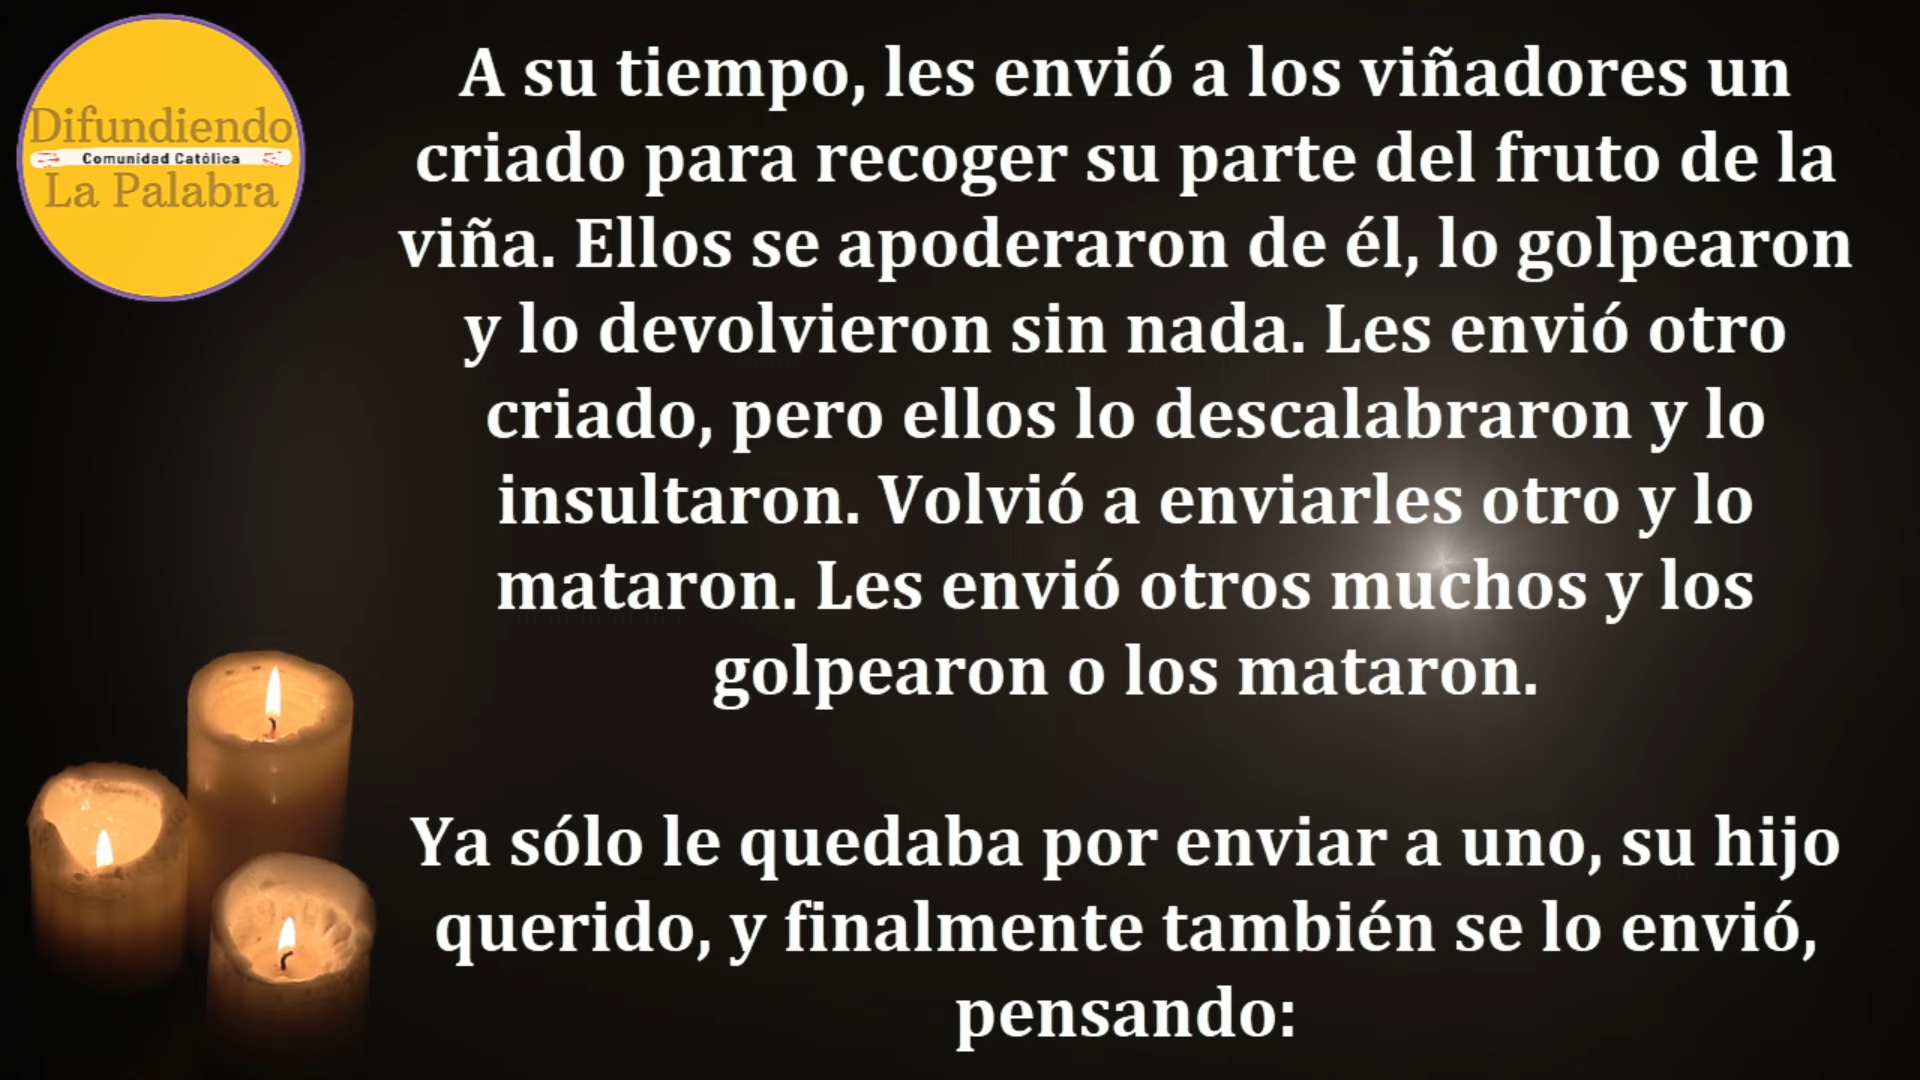 Difundiendo
Comunidad Católica
La Palabra
A su tiempo, les envió a los viñadores un
criado para recoger su parte del fruto de la
viña. Ellos se apoderaron de él, lo golpearon
y lo devolvieron sin nada. Les envió otro
criado, pero ellos lo descalabraron y lo
insultaron. Volvió a enviarles otro y lo
mataron. Les envió otros muchos y los
golpearon o los mataron.
Ya sólo le quedaba por enviar a uno, su hijo
querido, y finalmente también se lo envió,
pensando: